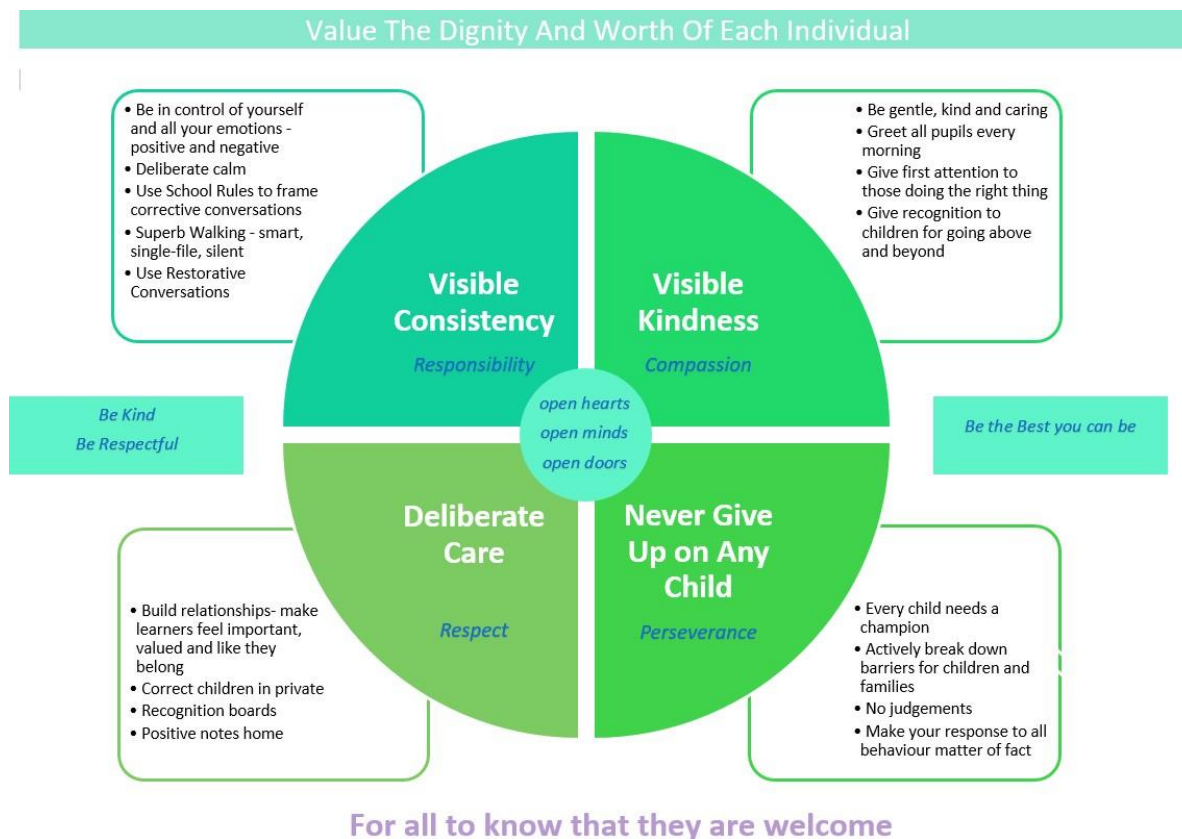 Value The Dignity And Worth Of Each Individual
• Be in control of yourself
and all your emotions -
positive and negative
• Deliberate calm
• Use School Rules to frame
corrective conversations
• Superb Walking - smart,
single-file, silent
• Use Restorative
Conversations
• Be gentle, kind and caring
• Greet all pupils every
morning
• Give first attention to
those doing the right thing
• Give recognition to
children for going above
and beyond
Visible
Consistency
Responsibility
Visible
Kindness
Compassion
Be Kind
Be Respectful
open hearts
open minds
open doors
Be the Best you can be
Deliberate
Care
Respect
Never Give
Up on Any
Child
Perseverance
• Build relationships- make
learners feel important,
valued and like they
belong
• Correct children in private
• Recognition boards
• Positive notes home
• Every child needs a
champion
• Actively break down
barriers for children and
families
• No judgements
• Make your response to all
behaviour matter of fact
For all to know that they are welcome